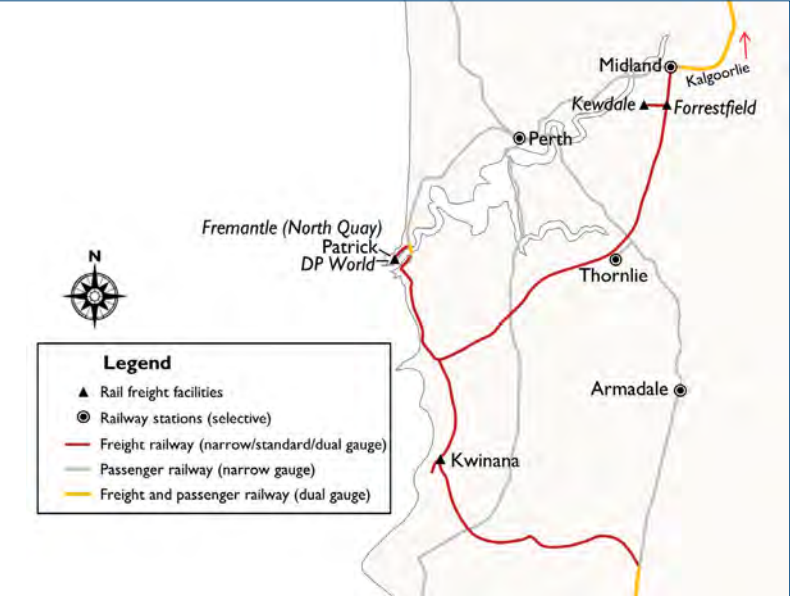 Midland
Kalgoorlie
Kewdale
Forrestfield
Perth
Fremantle (North Quay)
Patrick
DP World
N
Thornlie
Legend
Rail freight facilities
Railway stations (selective)
Freight railway (narrow/standard/dual gauge)
Passenger railway (narrow gauge)
Freight and passenger railway (dual gauge)
Armadale
Kwinana